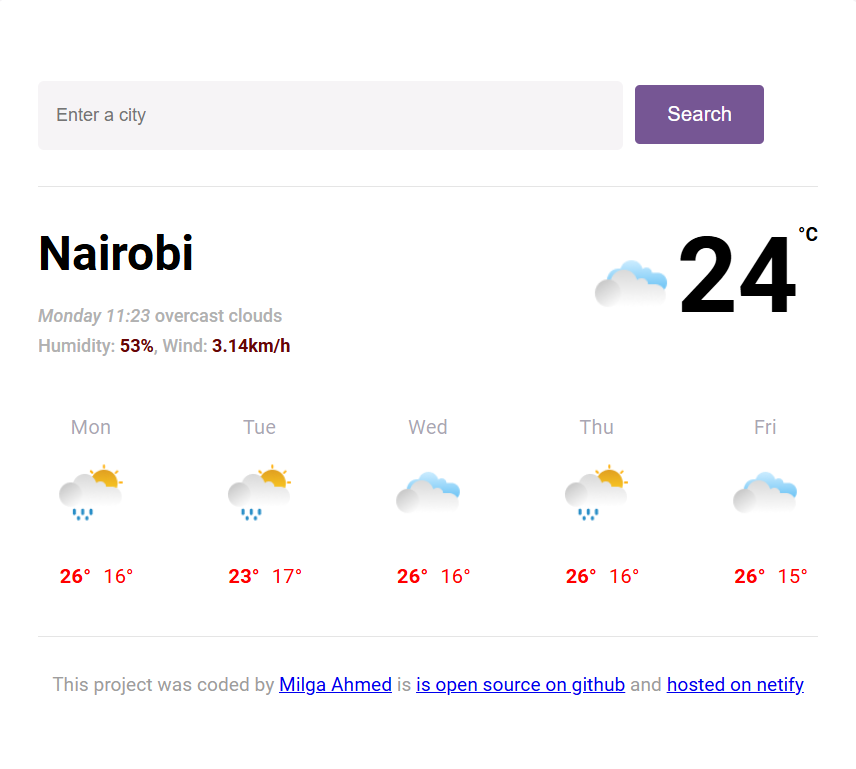 Enter a city
Search
Nairobi
24 °C
Monday 11:23 overcast clouds
Humidity: 53%, Wind: 3.14km/h
Mon Tue Wed Thu Fri
26° 16° 23° 17° 26° 16° 26° 16° 26° 15°
This project was coded by Milga Ahmed is is open source on github and hosted on netify